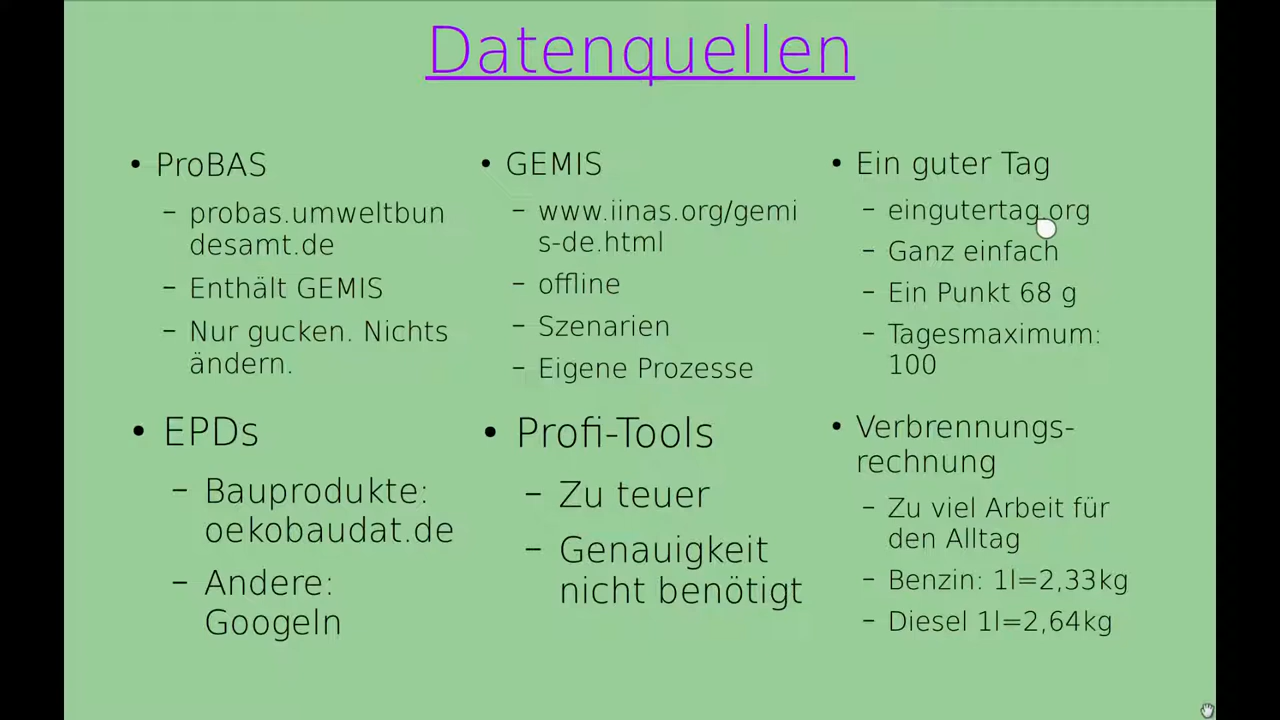 Datenquellen
• ProBAS
– probas.umweltbun
desamt.de
– Enthält GEMIS
– Nur gucken. Nichts
ändern.
• GEMIS
– www.iinas.org/gemi
s-de.html
– offline
– Szenarien
– Eigene Prozesse
• Ein guter Tag
– eingutertag.org
– Ganz einfach
– Ein Punkt 68 g
– Tagesmaximum:
100
• EPDs
– Bauprodukte:
oekobaudat.de
– Andere:
Googeln
• Profi-Tools
– Zu teuer
– Genauigkeit
nicht benötigt
• Verbrennungs-
rechnung
– Zu viel Arbeit für
den Alltag
– Benzin: 1l=2,33kg
– Diesel 1l=2,64kg